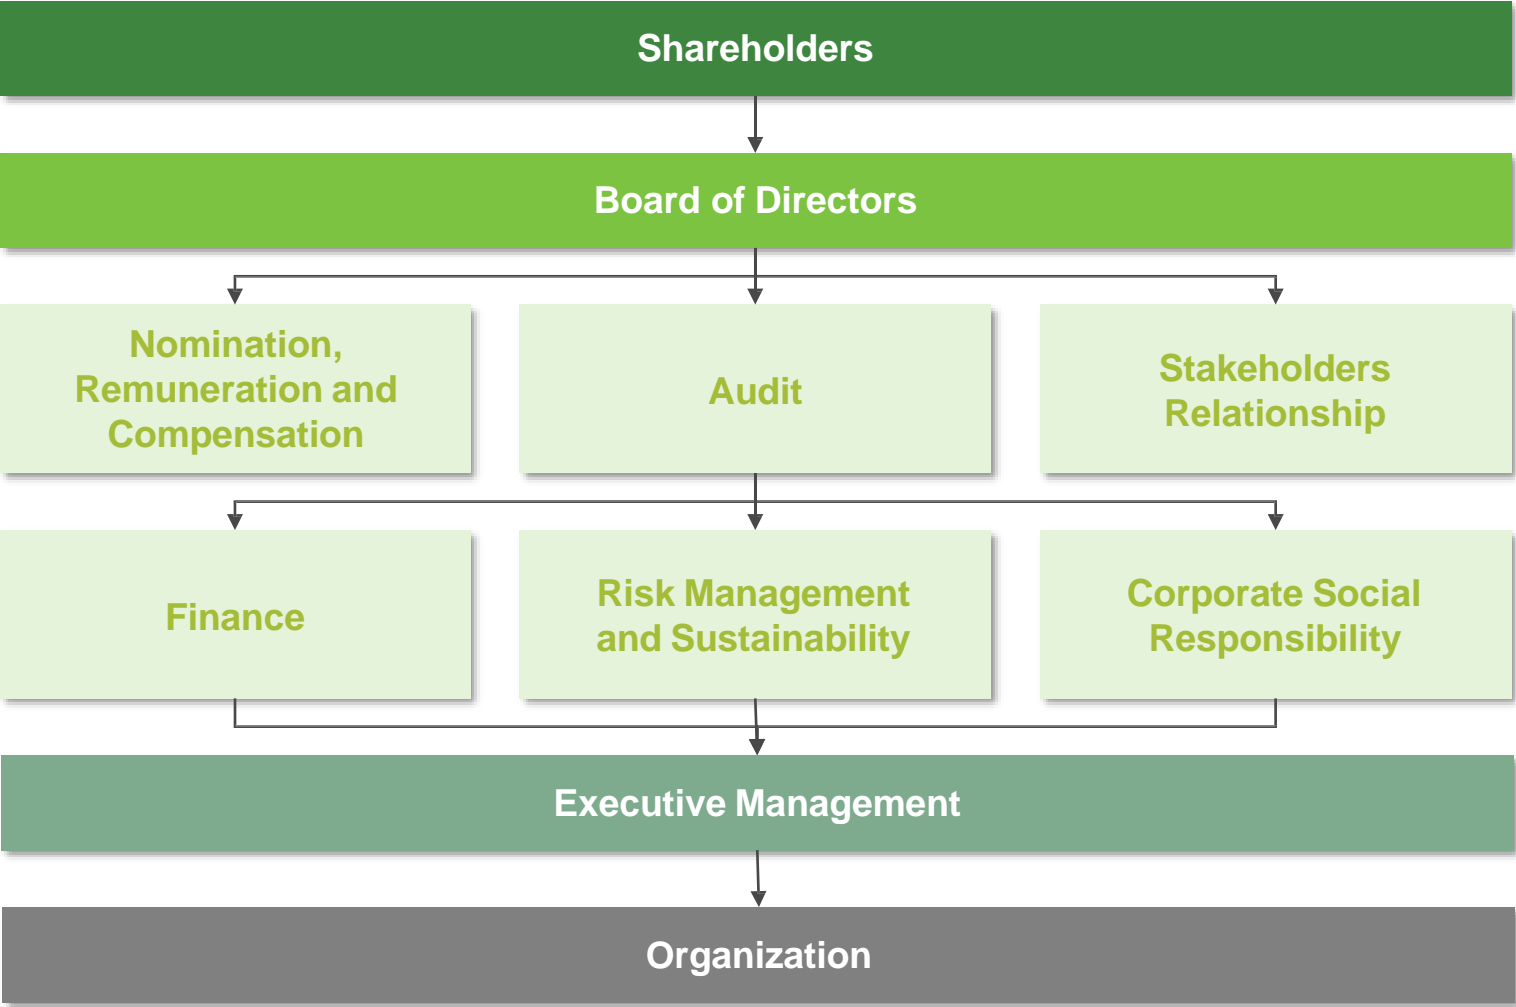 Shareholders
Board of Directors
Nomination,
Remuneration and
Compensation
Audit
Stakeholders
Relationship
Finance
Risk Management
and Sustainability
Corporate Social
Responsibility
Executive Management
Organization